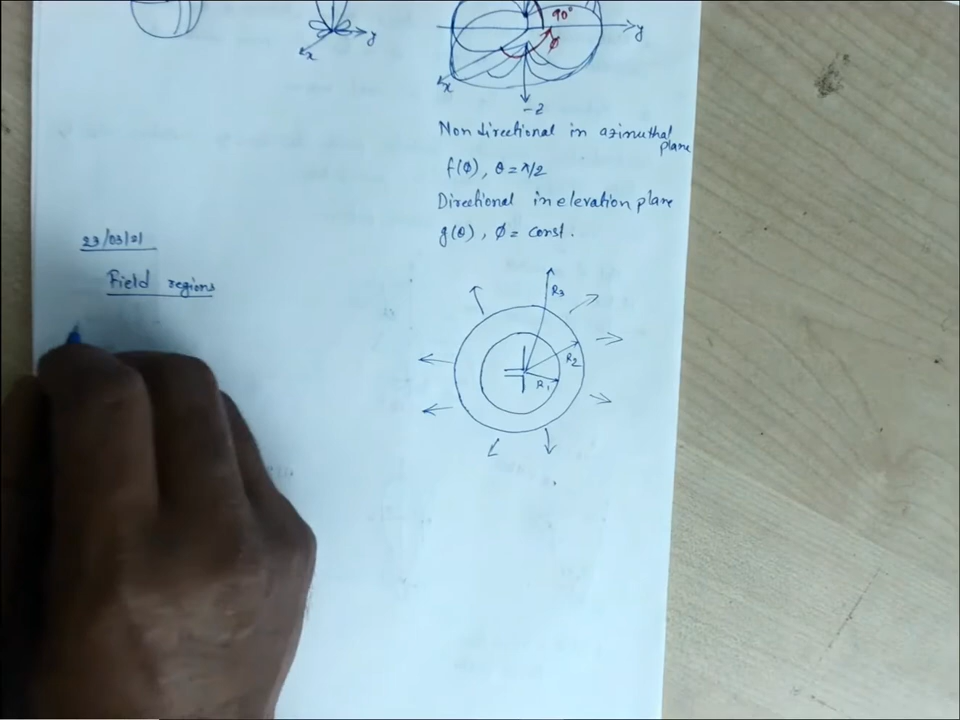 x
y
90°
φ
y
x
-z
Non directional in azimuthal
plane
f(φ), θ = π/2
Directional in elevation plane
g(θ), φ = const.
23/03/21
Field regions
R3
R2
R1